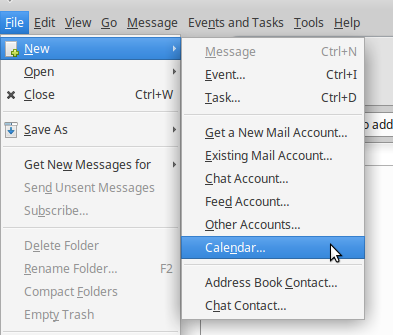 File Edit View Go Message Events and Tasks Tools Help
New
Open
Close Ctrl+W
Save As
Get New Messages for
Send Unsent Messages
Subscribe...
Delete Folder
Rename Folder... F2
Compact Folders
Empty Trash
Message Ctrl+N
Event... Ctrl+I
Task... Ctrl+D
Get a New Mail Account...
Existing Mail Account...
Chat Account...
Feed Account...
Other Accounts...
Calendar...
Address Book Contact...
Chat Contact...
add